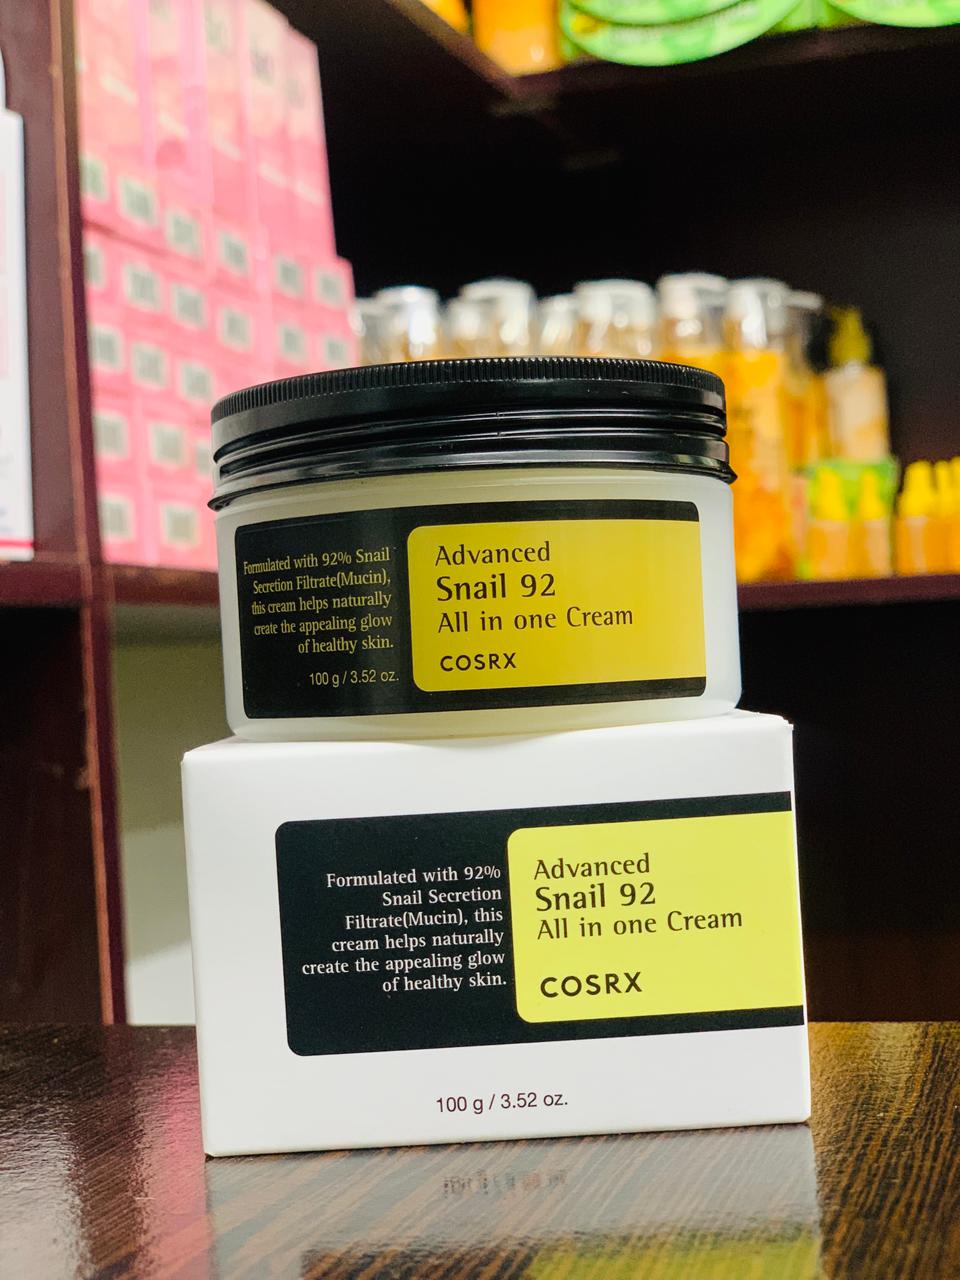 Formulated with 92% Snail
Secretion Filtrate(Mucin),
this cream helps naturally
create the appealing glow
of healthy skin.
100 g / 3.52 oz.
Advanced
Snail 92
All in one Cream
COSRX
Formulated with 92%
Snail Secretion
Filtrate(Mucin), this
cream helps naturally
create the appealing glow
of healthy skin.
Advanced
Snail 92
All in one Cream
COSRX
100 g / 3.52 oz.